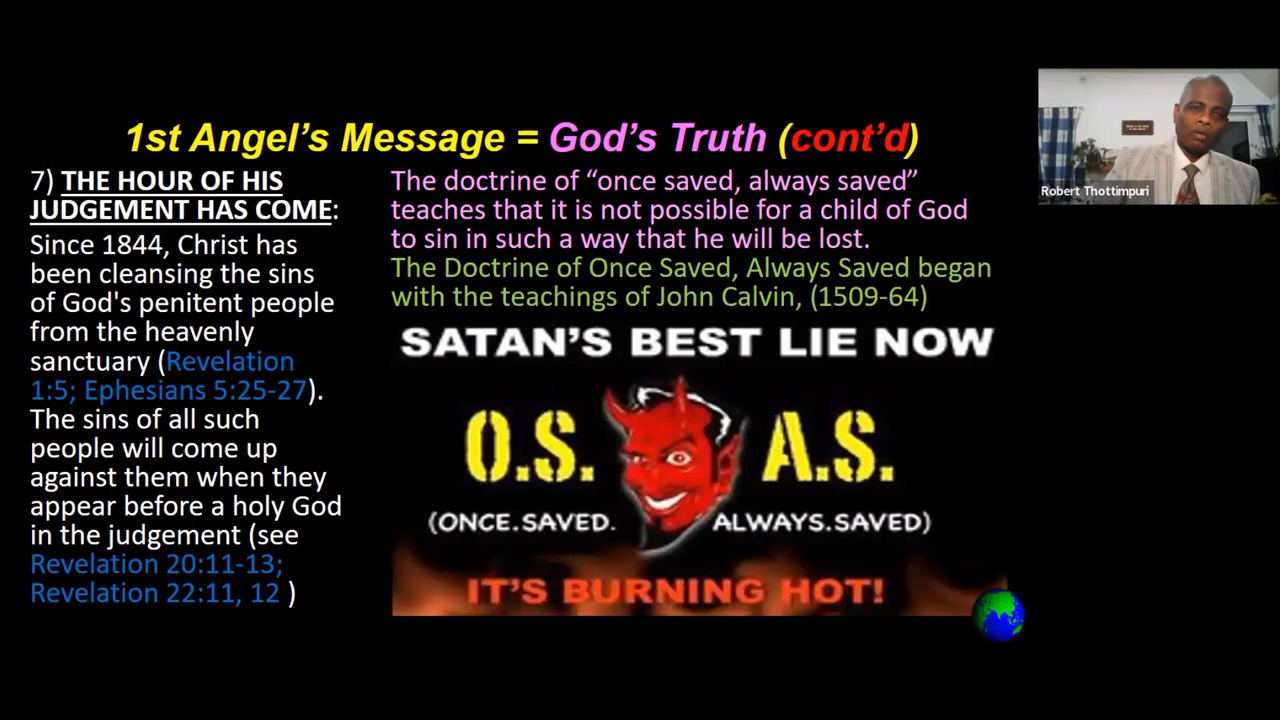 1st Angel's Message = God's Truth (cont'd)
7) THE HOUR OF HIS
JUDGEMENT HAS COME:
Since 1844, Christ has
been cleansing the sins
of God's penitent people
from the heavenly
sanctuary (Revelation
1:5; Ephesians 5:25-27).
The sins of all such
people will come up
against them when they
appear before a holy God
in the judgement (see
Revelation 20:11-13;
Revelation 22:11, 12 )
The doctrine of “once saved, always saved”
teaches that it is not possible for a child of God
to sin in such a way that he will be lost.
The Doctrine of Once Saved, Always Saved began
with the teachings of John Calvin, (1509-64)
SATAN'S BEST LIE NOW
O.S. A.S.
(ONCE.SAVED. ALWAYS.SAVED)
IT'S BURNING HOT!
Robert Thottimpuri